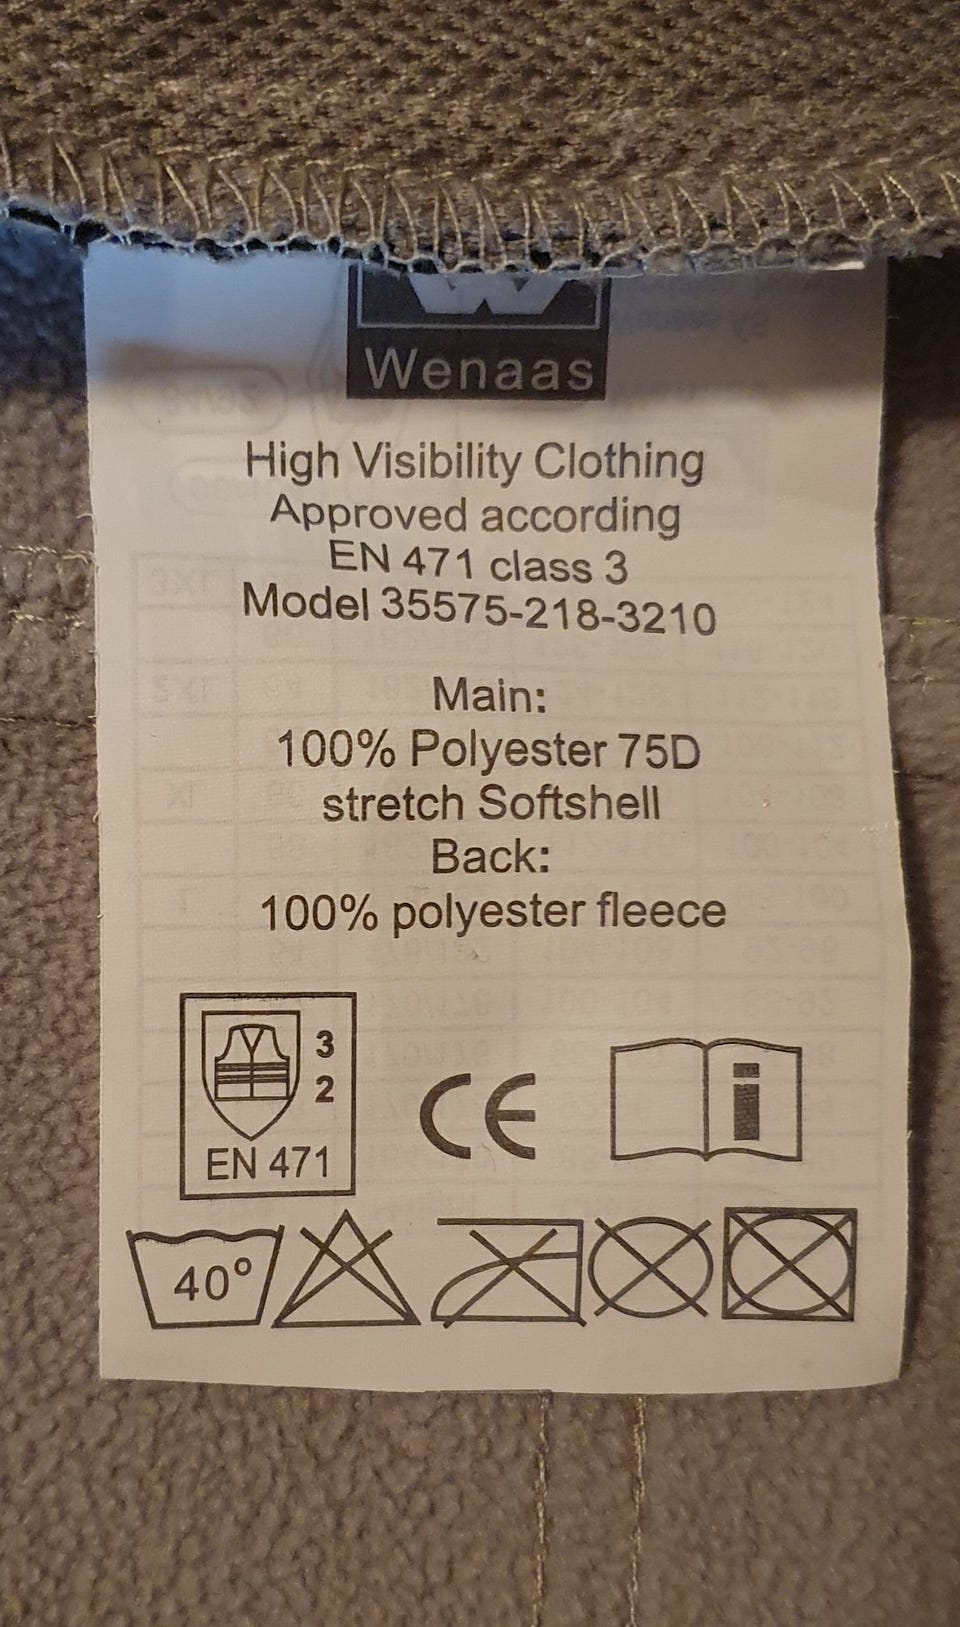 Wenaas
High Visibility Clothing
Approved according
EN 471 class 3
Model 35575-218-3210
Main:
100% Polyester 75D
stretch Softshell
Back:
100% polyester fleece
3
2
EN 471
CE
i
40°